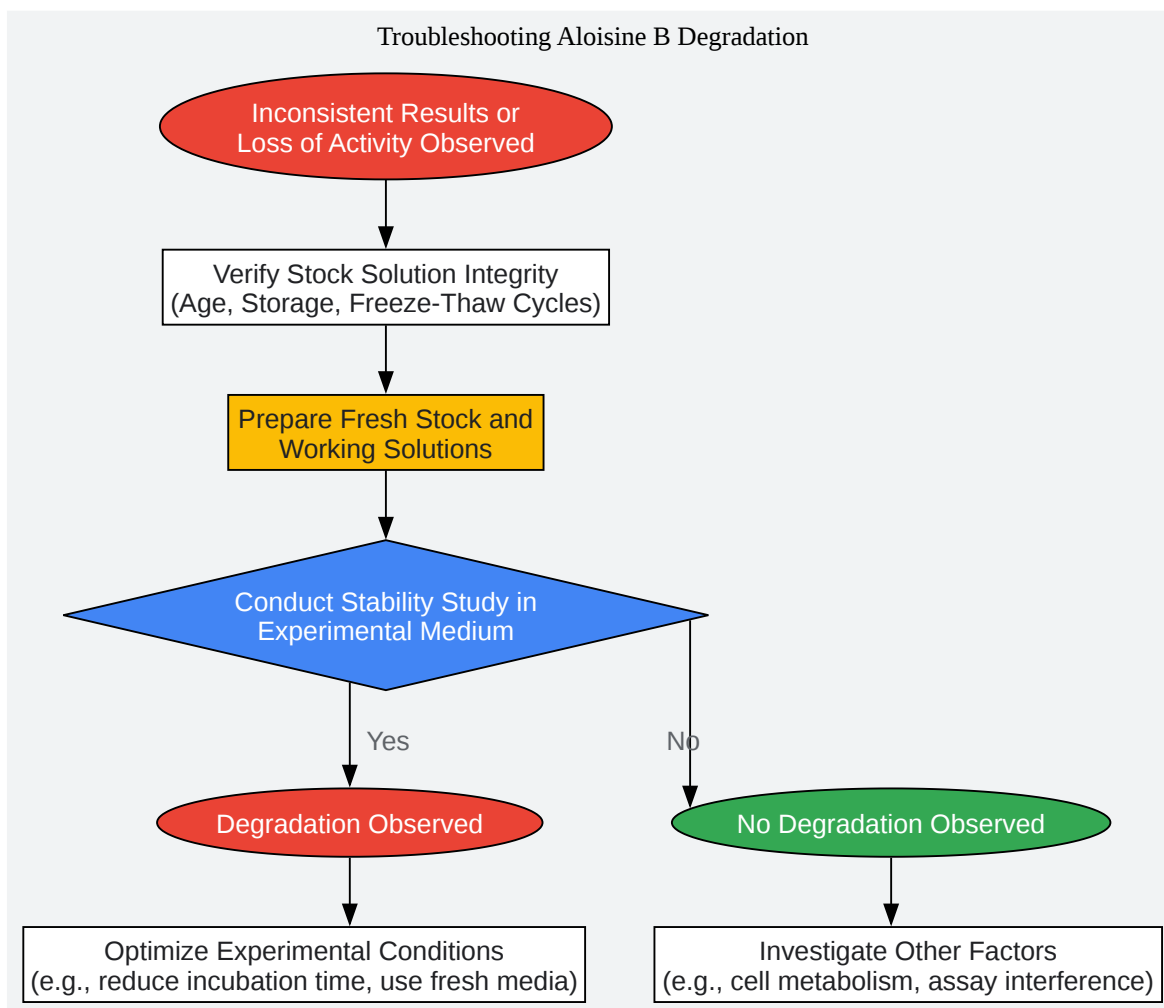 Troubleshooting Aloisine B Degradation
Inconsistent Results or
Loss of Activity Observed
Verify Stock Solution Integrity
(Age, Storage, Freeze-Thaw Cycles)
Prepare Fresh Stock and
Working Solutions
Conduct Stability Study in
Experimental Medium
Yes
No
Degradation Observed
No Degradation Observed
Optimize Experimental Conditions
(e.g., reduce incubation time, use fresh media)
Investigate Other Factors
(e.g., cell metabolism, assay interference)